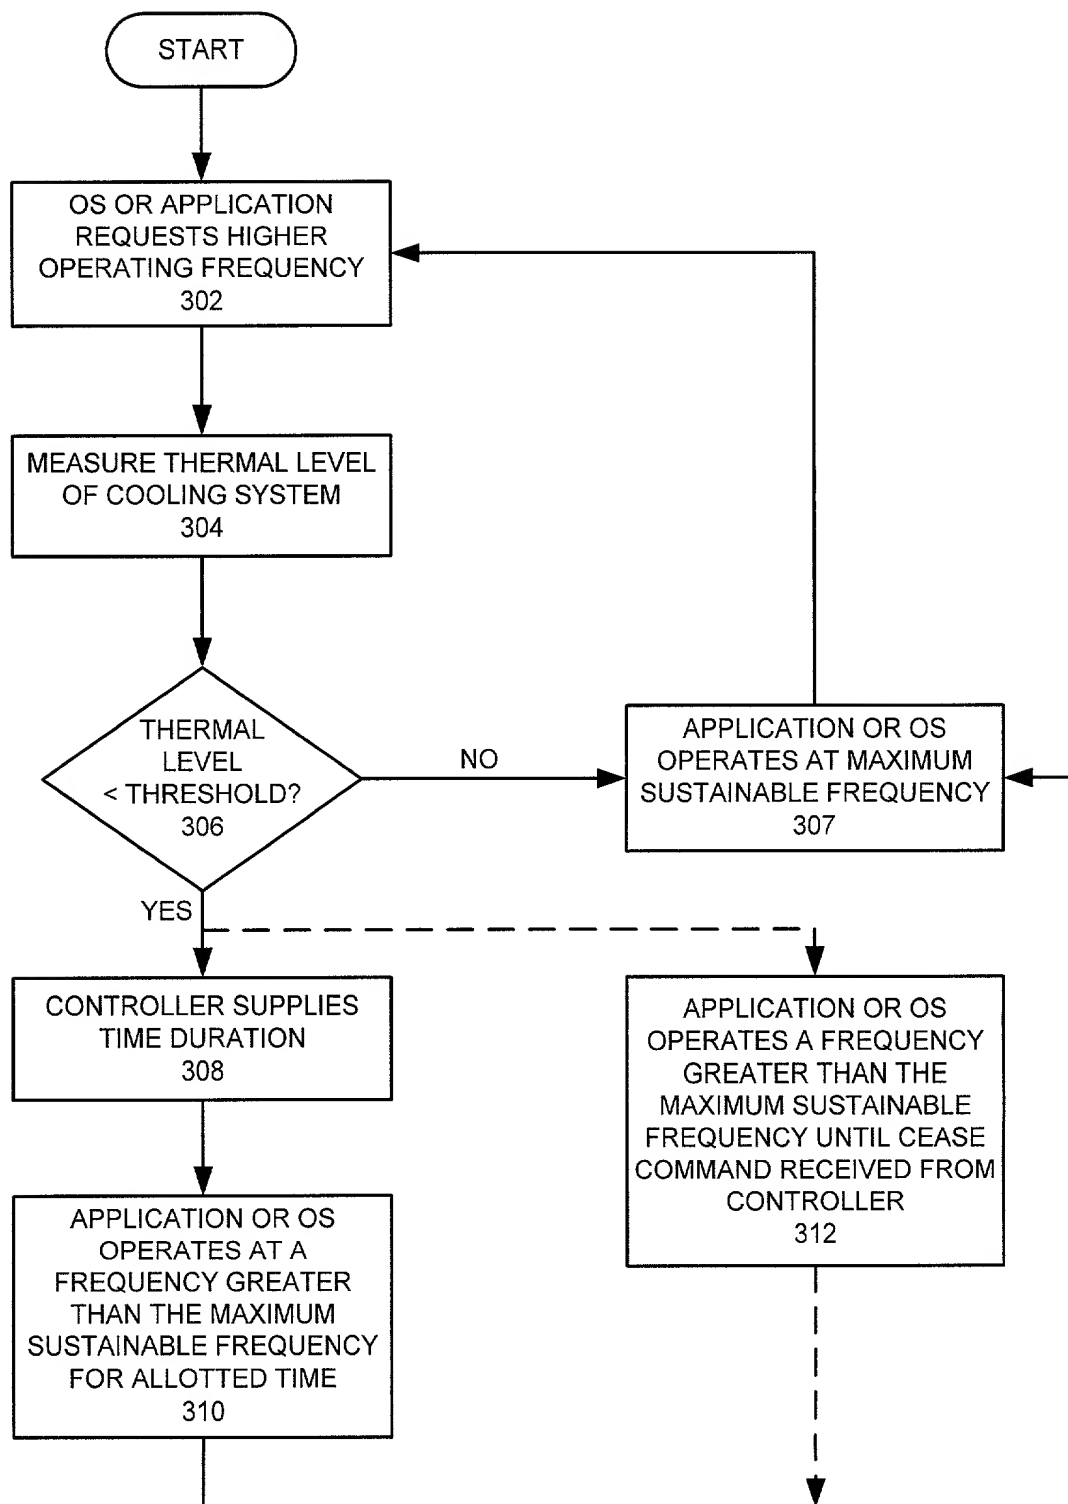 START
OS OR APPLICATION
REQUESTS HIGHER
OPERATING FREQUENCY
302
MEASURE THERMAL LEVEL
OF COOLING SYSTEM
304
THERMAL
LEVEL
< THRESHOLD?
306
NO
APPLICATION OR OS
OPERATES AT MAXIMUM
SUSTAINABLE FREQUENCY
307
YES
CONTROLLER SUPPLIES
TIME DURATION
308
APPLICATION OR OS
OPERATES A FREQUENCY
GREATER THAN THE
MAXIMUM SUSTAINABLE
FREQUENCY UNTIL CEASE
COMMAND RECEIVED FROM
CONTROLLER
312
APPLICATION OR OS
OPERATES AT A
FREQUENCY GREATER
THAN THE MAXIMUM
SUSTAINABLE FREQUENCY
FOR ALLOTTED TIME
310